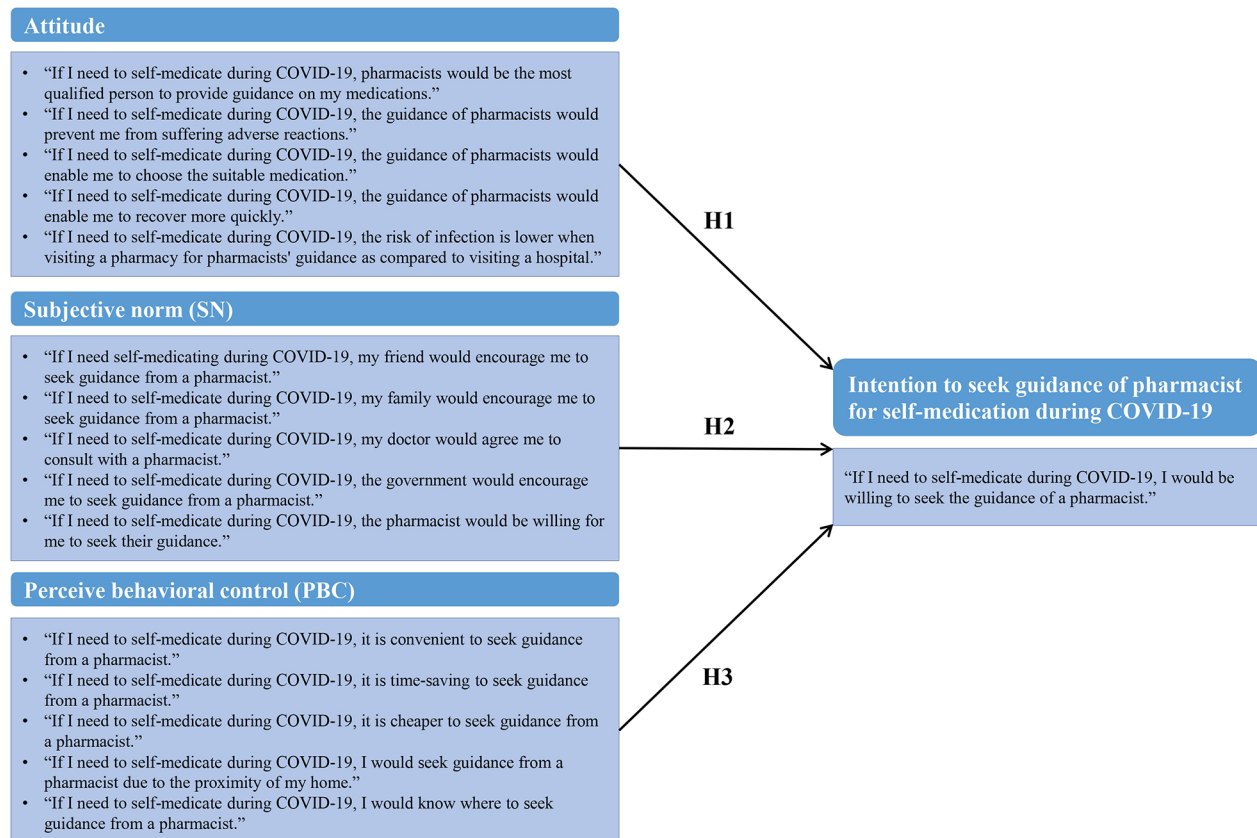 Attitude
• “If I need to self-medicate during COVID-19, pharmacists would be the most
qualified person to provide guidance on my medications.”
• “If I need to self-medicate during COVID-19, the guidance of pharmacists would
prevent me from suffering adverse reactions.”
• “If I need to self-medicate during COVID-19, the guidance of pharmacists would
enable me to choose the suitable medication.”
• “If I need to self-medicate during COVID-19, the guidance of pharmacists would
enable me to recover more quickly.”
• “If I need to self-medicate during COVID-19, the risk of infection is lower when
visiting a pharmacy for pharmacists' guidance as compared to visiting a hospital.”
H1
Subjective norm (SN)
• “If I need self-medicating during COVID-19, my friend would encourage me to
seek guidance from a pharmacist.”
• “If I need to self-medicate during COVID-19, my family would encourage me to
seek guidance from a pharmacist.”
• “If I need to self-medicate during COVID-19, my doctor would agree me to
consult with a pharmacist.”
• “If I need to self-medicate during COVID-19, the government would encourage
me to seek guidance from a pharmacist.”
• “If I need to self-medicate during COVID-19, the pharmacist would be willing for
me to seek their guidance.”
H2
Perceive behavioral control (PBC)
• “If I need to self-medicate during COVID-19, it is convenient to seek guidance
from a pharmacist.”
• “If I need to self-medicate during COVID-19, it is time-saving to seek guidance
from a pharmacist.”
• “If I need to self-medicate during COVID-19, it is cheaper to seek guidance from
a pharmacist.”
• “If I need to self-medicate during COVID-19, I would seek guidance from a
pharmacist due to the proximity of my home.”
• “If I need to self-medicate during COVID-19, I would know where to seek
guidance from a pharmacist.”
H3
Intention to seek guidance of pharmacist
for self-medication during COVID-19
“If I need to self-medicate during COVID-19, I would be
willing to seek the guidance of a pharmacist.”